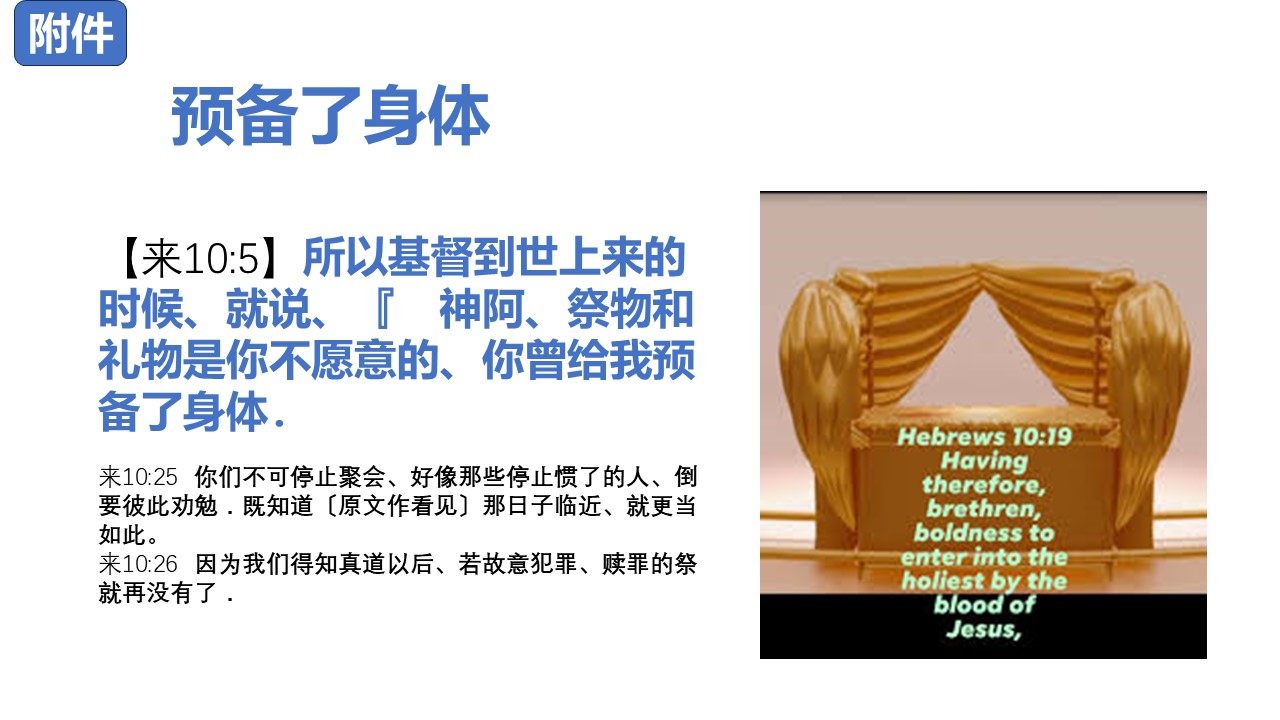 附件
预备了身体
【来10:5】所以基督到世上来的
时候、就说、『　神阿、祭物和
礼物是你不愿意的、你曾给我预
备了身体．
来10:25 你们不可停止聚会、好像那些停止惯了的人、倒
要彼此劝勉．既知道〔原文作看见〕那日子临近、就更当
如此。
来10:26 因为我们得知真道以后、若故意犯罪、赎罪的祭
就再没有了．
Hebrews 10:19
Having
therefore,
brethren,
boldness to
enter into the
holiest by the
blood of
Jesus,